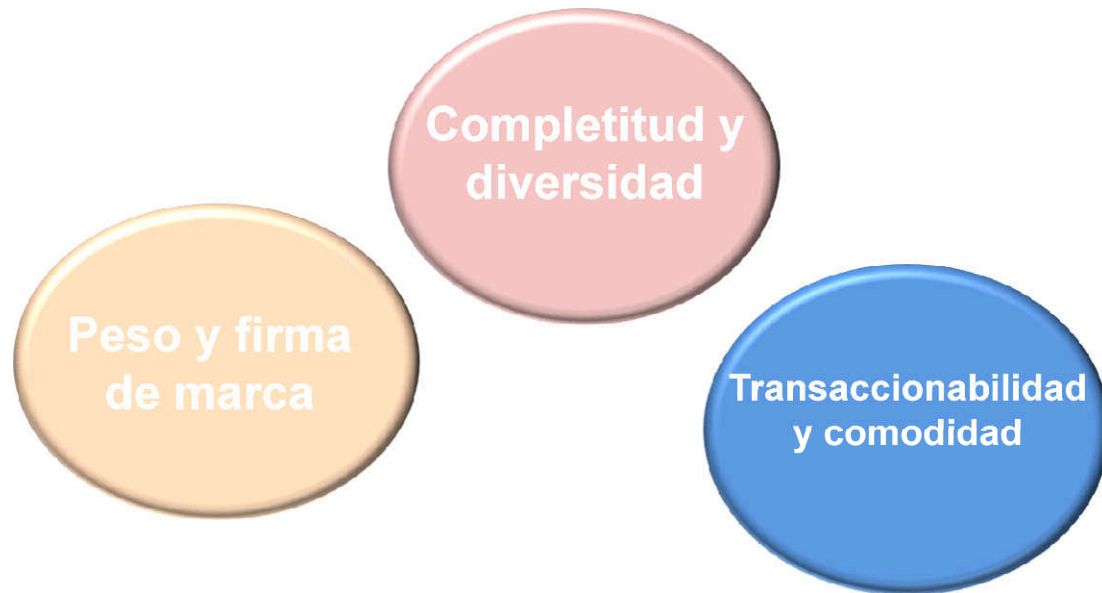 Completitud y
diversidad
Peso y firma
de marca
Transaccionabilidad
y comodidad